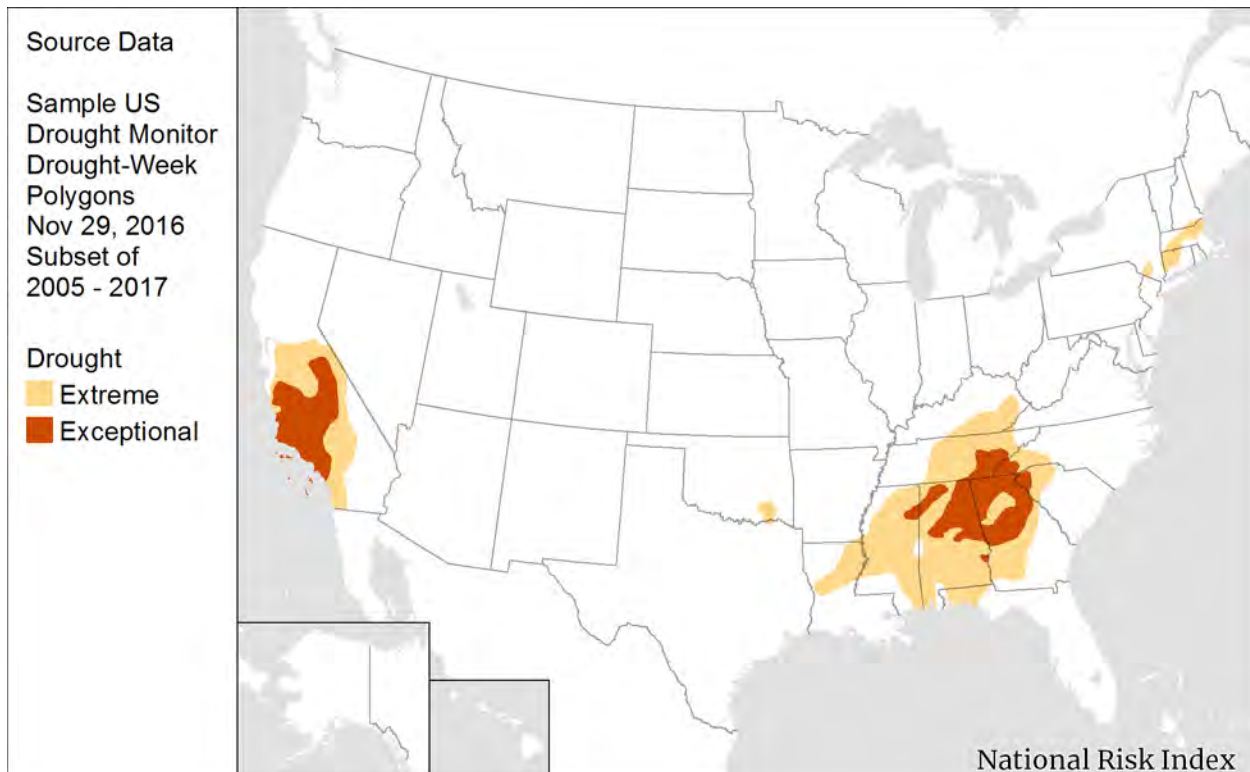 Source Data
Sample US
Drought Monitor
Drought-Week
Polygons
Nov 29, 2016
Subset of
2005 - 2017
Drought
Extreme
Exceptional
National Risk Index